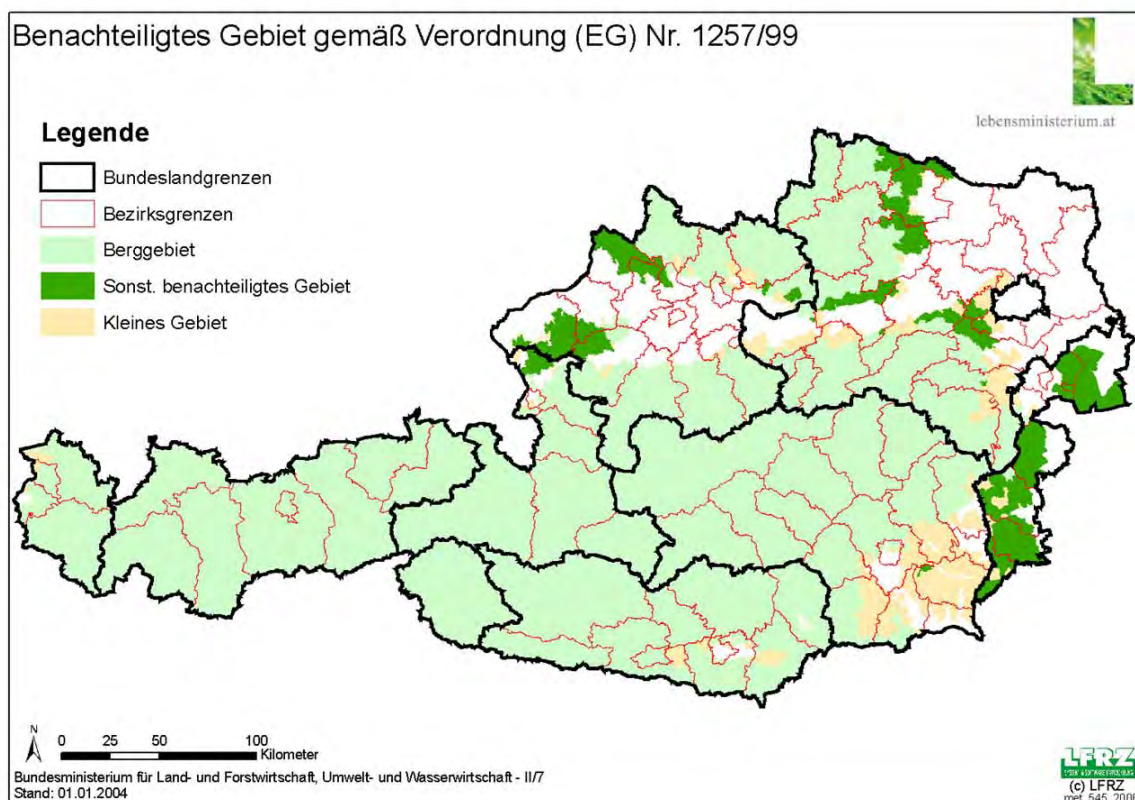 Benachteiligtes Gebiet gemäß Verordnung (EG) Nr. 1257/99
lebensministerium.at
Legende
Bundeslandgrenzen
Bezirksgrenzen
Berggebiet
Sonst. benachteiligtes Gebiet
Kleines Gebiet
N
0 25 50 100
Kilometer
Bundesministerium für Land- und Forstwirtschaft, Umwelt- und Wasserwirtschaft - II/7
Stand: 01.01.2004
LFRZ
(c) LFRZ
met_545_2006